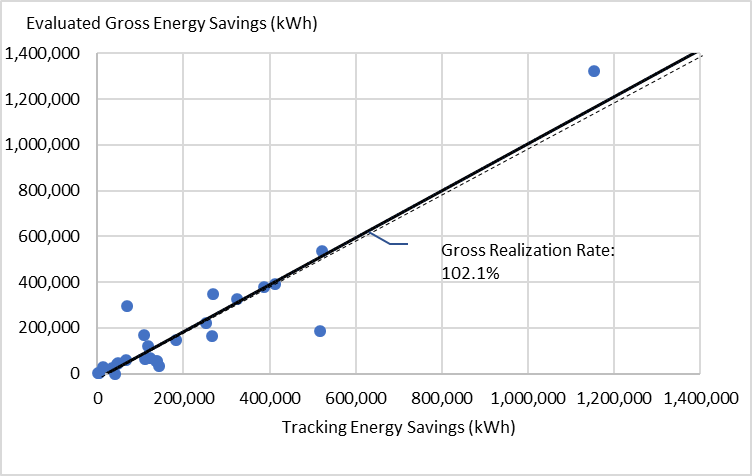 Evaluated Gross Energy Savings (kWh)
1,400,000
1,200,000
1,000,000
800,000
600,000
400,000
200,000
0
Gross Realization Rate:
102.1%
0 200,000 400,000 600,000 800,000 1,000,000 1,200,000 1,400,000
Tracking Energy Savings (kWh)